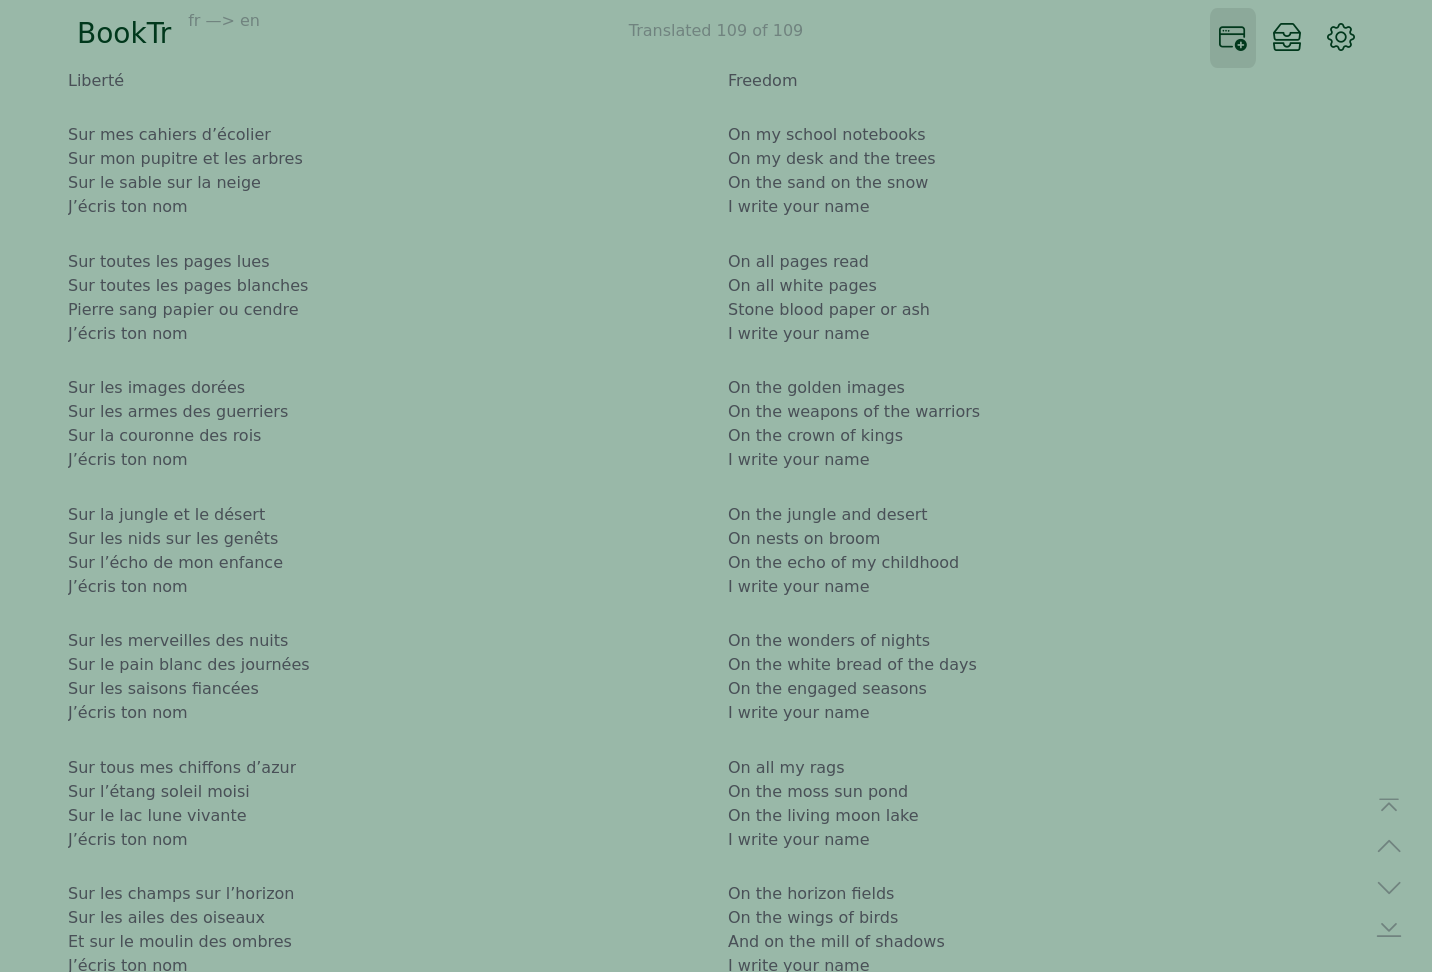 BookTr
fr —> en
Translated 109 of 109
Liberté
Sur mes cahiers d’écolier
Sur mon pupitre et les arbres
Sur le sable sur la neige
J’écris ton nom
Sur toutes les pages lues
Sur toutes les pages blanches
Pierre sang papier ou cendre
J’écris ton nom
Sur les images dorées
Sur les armes des guerriers
Sur la couronne des rois
J’écris ton nom
Sur la jungle et le désert
Sur les nids sur les genêts
Sur l’écho de mon enfance
J’écris ton nom
Sur les merveilles des nuits
Sur le pain blanc des journées
Sur les saisons fiancées
J’écris ton nom
Sur tous mes chiffons d’azur
Sur l’étang soleil moisi
Sur le lac lune vivante
J’écris ton nom
Sur les champs sur l’horizon
Sur les ailes des oiseaux
Et sur le moulin des ombres
J’écris ton nom
Freedom
On my school notebooks
On my desk and the trees
On the sand on the snow
I write your name
On all pages read
On all white pages
Stone blood paper or ash
I write your name
On the golden images
On the weapons of the warriors
On the crown of kings
I write your name
On the jungle and desert
On nests on broom
On the echo of my childhood
I write your name
On the wonders of nights
On the white bread of the days
On the engaged seasons
I write your name
On all my rags
On the moss sun pond
On the living moon lake
I write your name
On the horizon fields
On the wings of birds
And on the mill of shadows
I write your name